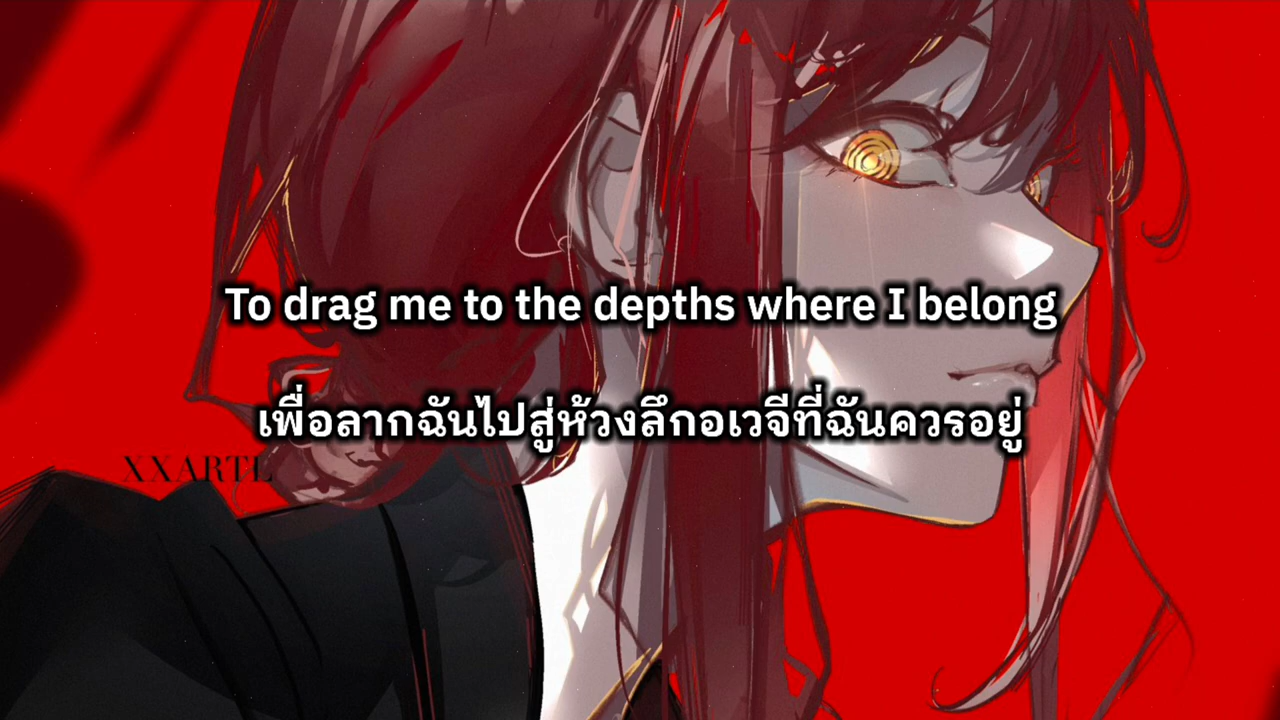 To drag me to the depths where I belong
เพื่อลากฉันไปสู่ห้วงลึกอเวจีที่ฉันควรอยู่
XXARTL